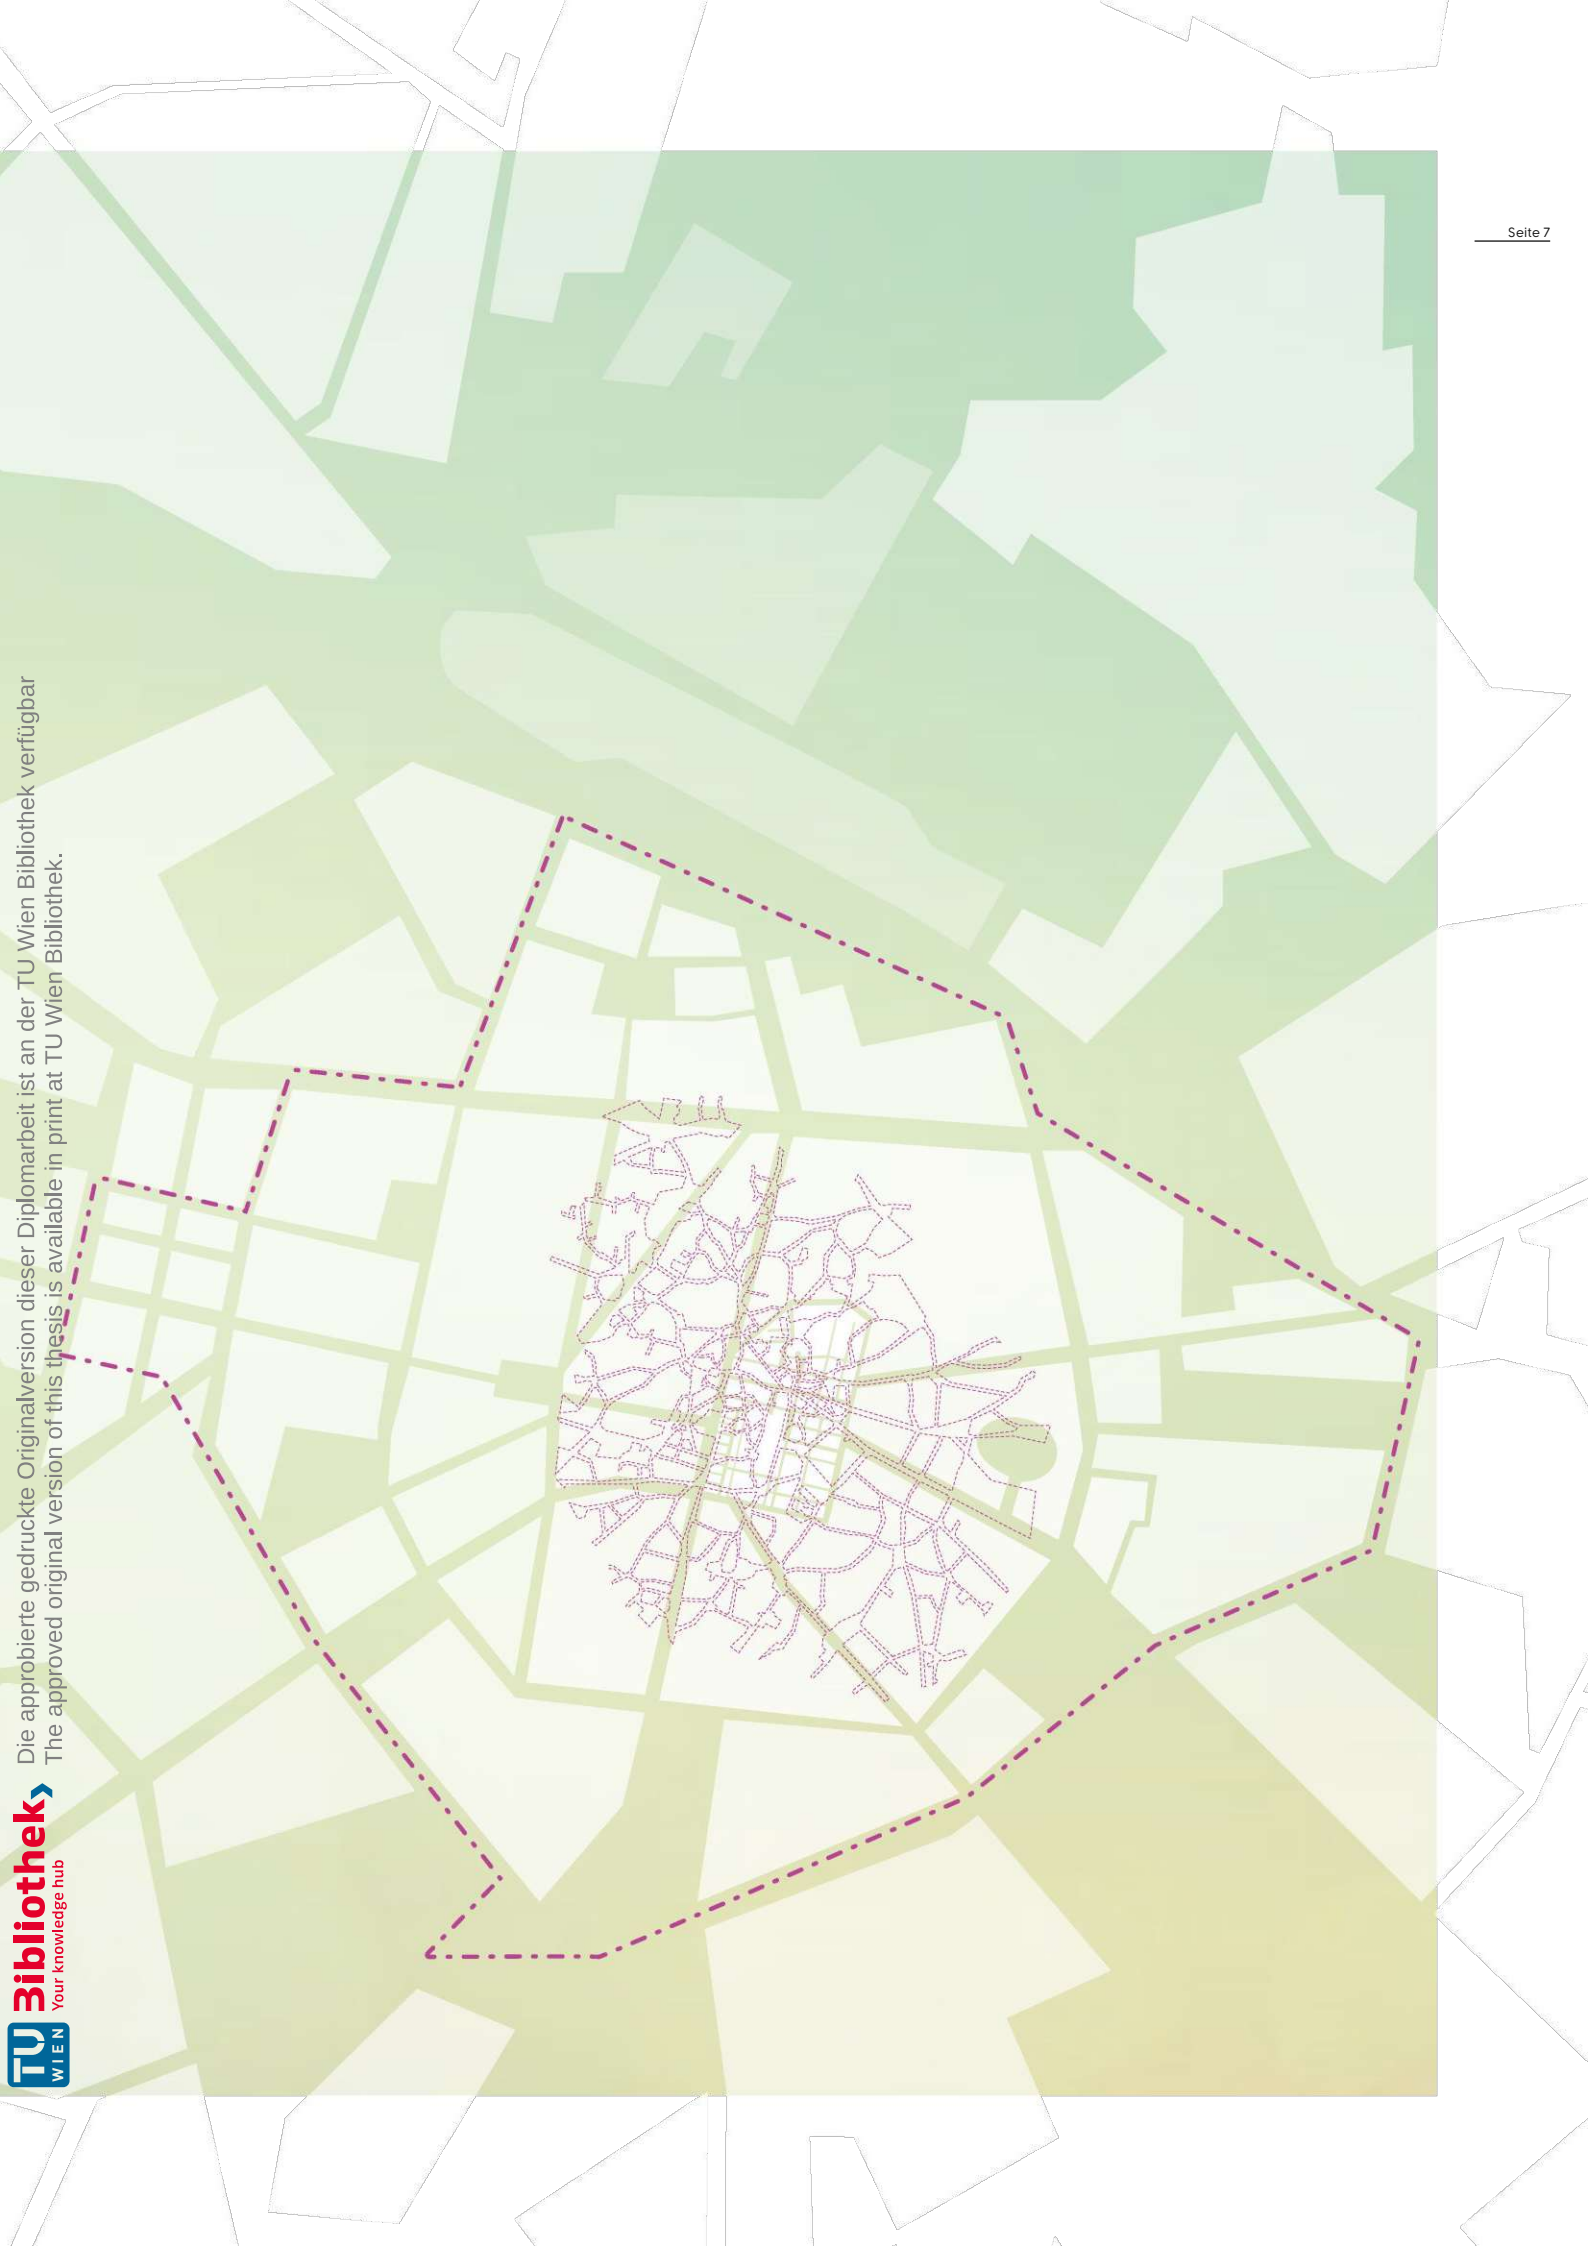 Seite 7
Die approbierte gedruckte Originalversion dieser Diplomarbeit ist an der TU Wien Bibliothek verfügbar
The approved original version of this thesis is available in print at TU Wien Bibliothek.
Bibliothek
Your knowledge hub
TU
WIEN